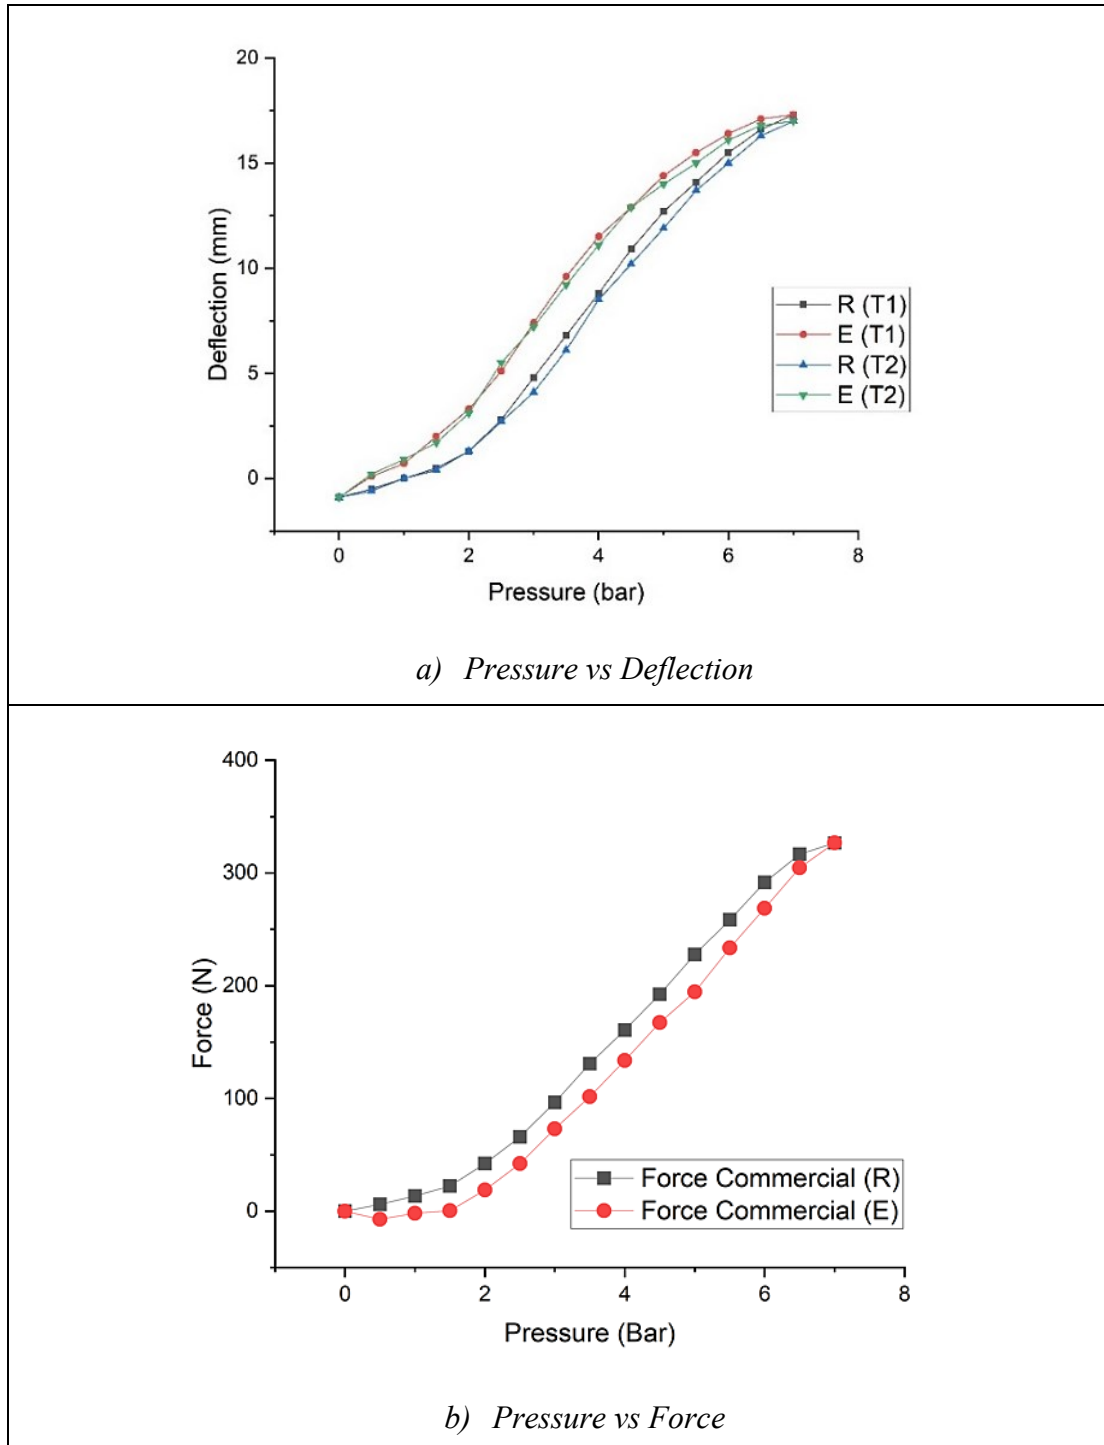 20
15
10
5
0
Deflection (mm)
R (T1)
E (T1)
R (T2)
E (T2)
0 2 4 6 8
Pressure (bar)
a) Pressure vs Deflection
400
300
200
100
0
Force (N)
Force Commercial (R)
Force Commercial (E)
0 2 4 6 8
Pressure (Bar)
b) Pressure vs Force